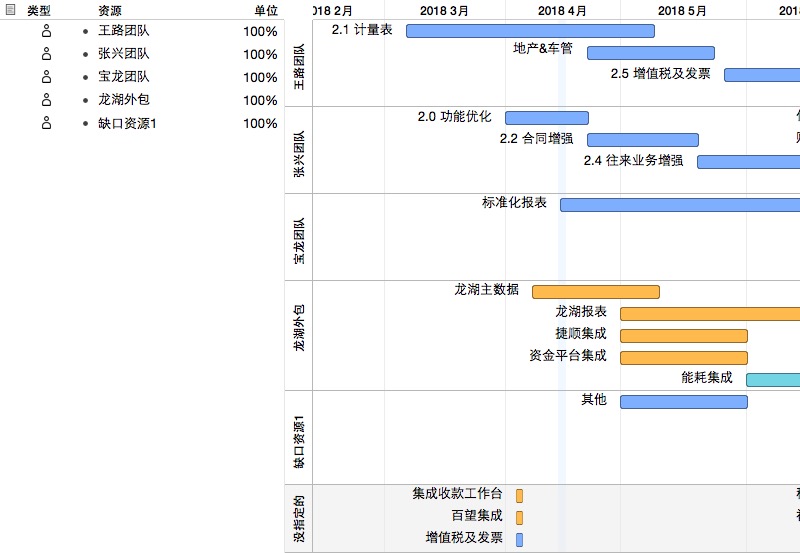 类型 资源 单位
王路团队 100%
张兴团队 100%
宝龙团队 100%
龙湖外包 100%
缺口资源1 100%
018 2月 2018 3月 2018 4月 2018 5月 201
王路团队
2.1 计量表
地产&车管
2.5 增值税及发票
张兴团队
2.0 功能优化
2.2 合同增强
2.4 往来业务增强
宝龙团队
标准化报表
龙湖外包
龙湖主数据
龙湖报表
捷顺集成
资金平台集成
能耗集成
缺口资源1
其他
没指定的
集成收款工作台
百望集成
增值税及发票